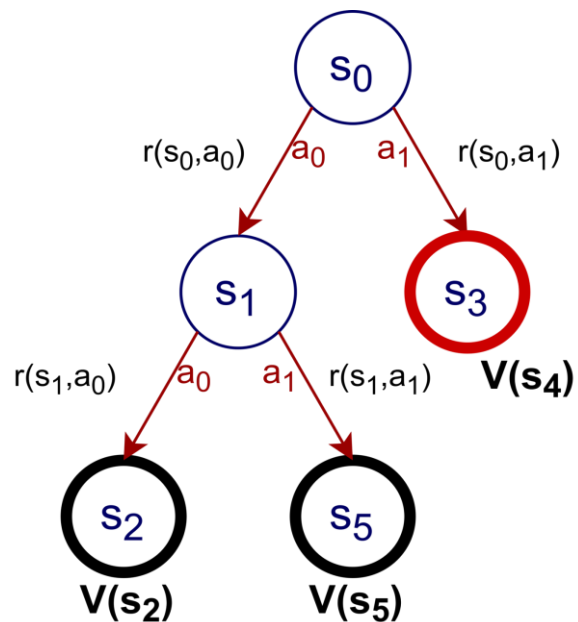 s₀
r(s₀,a₀) a₀ a₁ r(s₀,a₁)
s₁ s₃
V(s₄)
r(s₁,a₀) a₀ a₁ r(s₁,a₁)
s₂ s₅
V(s₂) V(s₅)